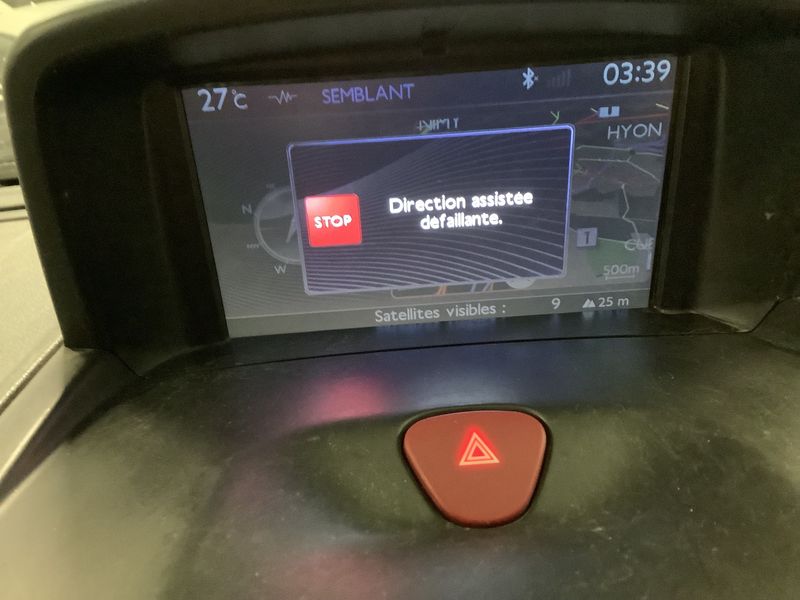 27°C SEMBLANT 03:39
HYON
N
STOP
Direction assistée
défaillante.
W
500m
Satellites visibles : 9 25 m